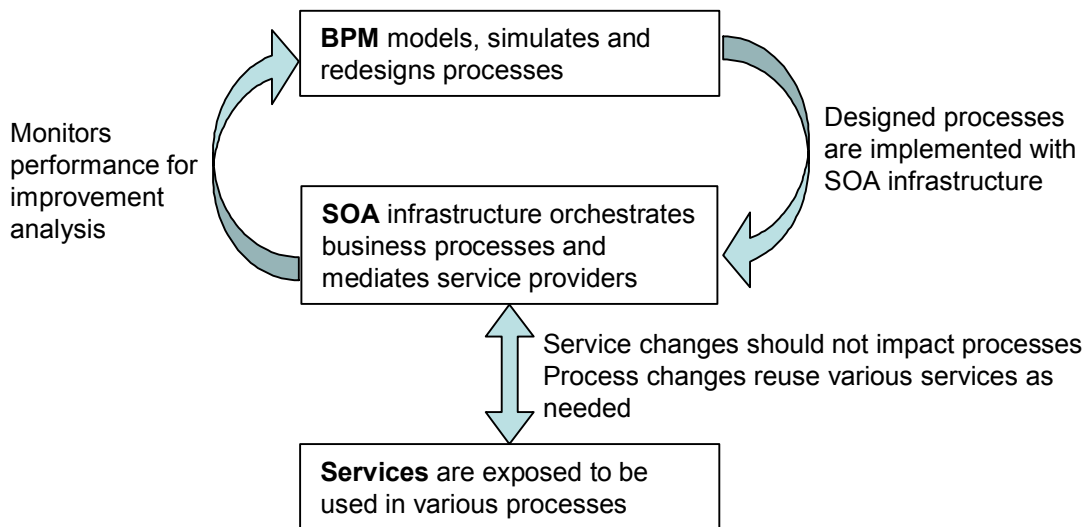 BPM models, simulates and
redesigns processes
Monitors
performance for
improvement
analysis
Designed processes
are implemented with
SOA infrastructure
SOA infrastructure orchestrates
business processes and
mediates service providers
Service changes should not impact processes
Process changes reuse various services as
needed
Services are exposed to be
used in various processes